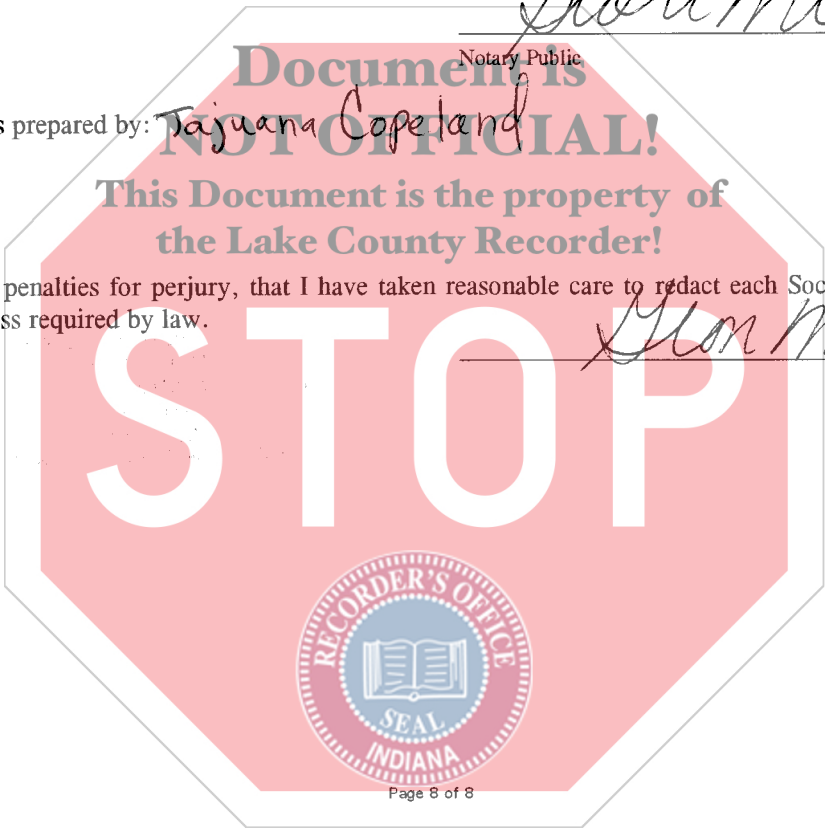 Notary Public
Document is
s prepared by: Tajuana Copeland
NOT OFFICIAL!
This Document is the property of
the Lake County Recorder!
penalties for perjury, that I have taken reasonable care to redact each Soc
ss required by law.
STOP
RECORDER'S OFFICE
SEAL
INDIANA
Page 8 of 8